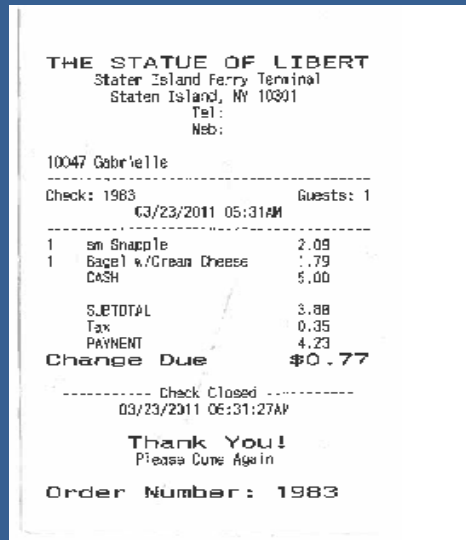 THE STATUE OF LIBERT
Staten Island Ferry Terminal
Staten Island, NY 10301
Tel:
Web:
10047 Gabrielle
Check: 1983 Guests: 1
03/23/2011 05:31AM
1 sm Snapple 2.09
1 Bagel w/Cream Cheese 1.79
CASH 5.00
SUBTOTAL 3.88
Tax 0.35
PAYMENT 4.23
Change Due $0.77
----------- Check Closed -----------
03/23/2011 06:31:27AM
Thank You!
Please Come Again
Order Number: 1983